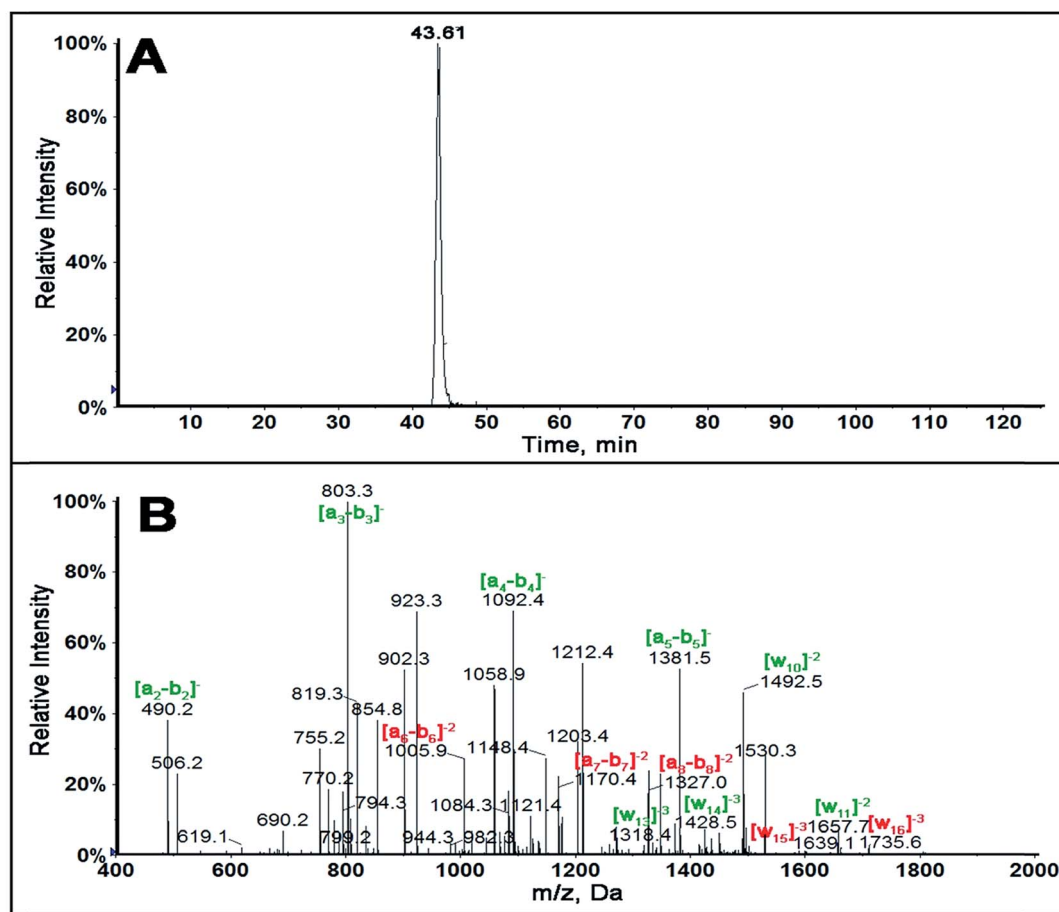 A
43.61
100%
80%
60%
40%
20%
0%
Relative Intensity
10 20 30 40 50 60 70 80 90 100 110 120
Time, min
B
100%
80%
60%
40%
20%
0%
Relative Intensity
803.3
[a3-b3]-
[a4-b4]-
1092.4
923.3
[a5-b5]-
1381.5
[w10]-2
1492.5
[a2-b2]-
490.2
902.3
1212.4
1058.9
819.3
854.8
[a6-b6]-2
1005.9
1203.4
755.2
1148.4
[a7-b7]-2
1170.4
[a8-b8]-2
1327.0
1530.3
506.2
770.2
794.3
1084.3
1121.4
[w13]-3
1318.4
[w14]-3
1428.5
[w11]-2
1657.7
[w15]-3
1639.1
[w16]-3
1735.6
619.1
690.2
799.2
944.3
982.3
400 600 800 1000 1200 1400 1600 1800 2000
m/z, Da